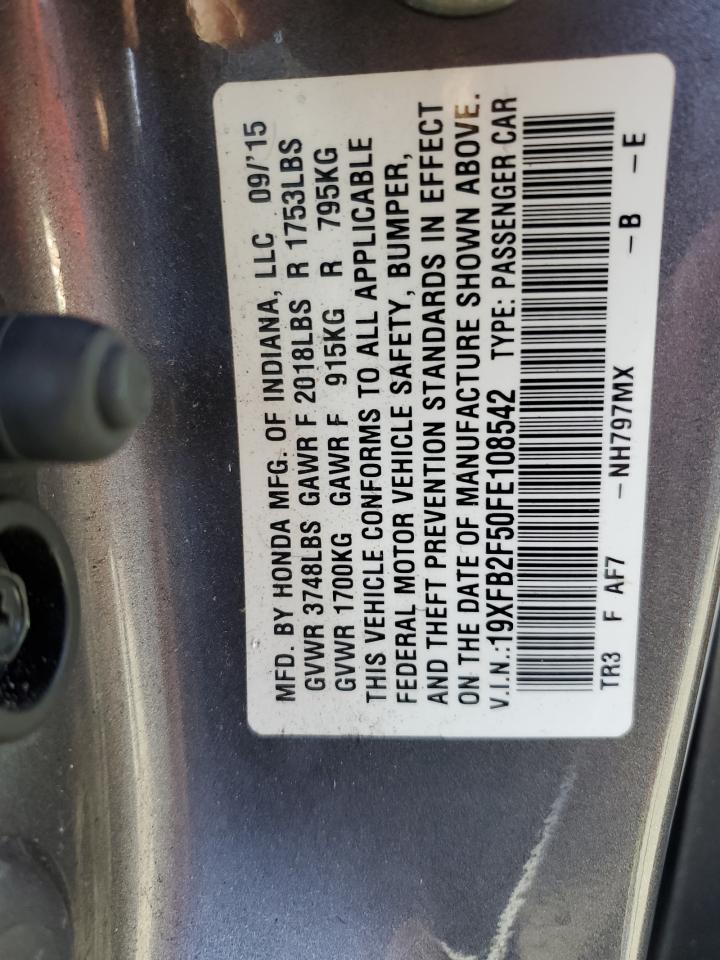 MFD. BY HONDA MFG. OF INDIANA, LLC 09/'15
GVWR 3748LBS GAWR F 2018LBS R 1753LBS
GVWR 1700KG GAWR F 915KG R 795KG
THIS VEHICLE CONFORMS TO ALL APPLICABLE
FEDERAL MOTOR VEHICLE SAFETY, BUMPER,
AND THEFT PREVENTION STANDARDS IN EFFECT
ON THE DATE OF MANUFACTURE SHOWN ABOVE.
V.I.N.:19XFB2F50FE108542 TYPE: PASSENGER CAR
TR3 F AF7 -NH797MX -B -E